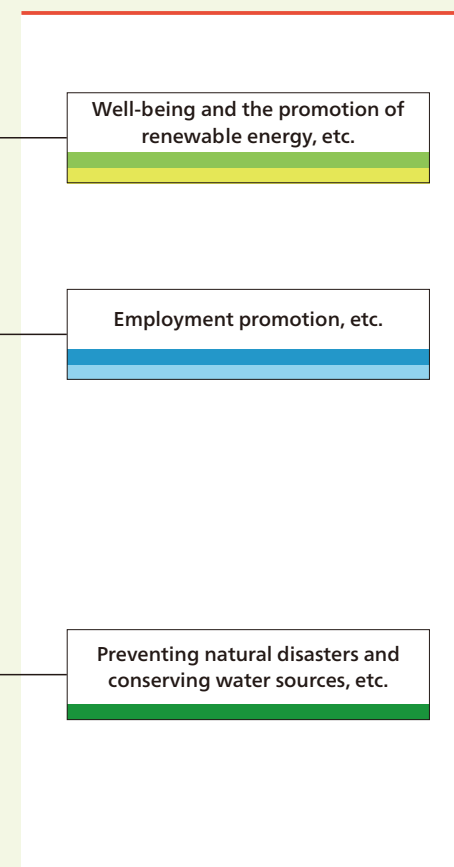 Well-being and the promotion of
renewable energy, etc.
Employment promotion, etc.
Preventing natural disasters and
conserving water sources, etc.